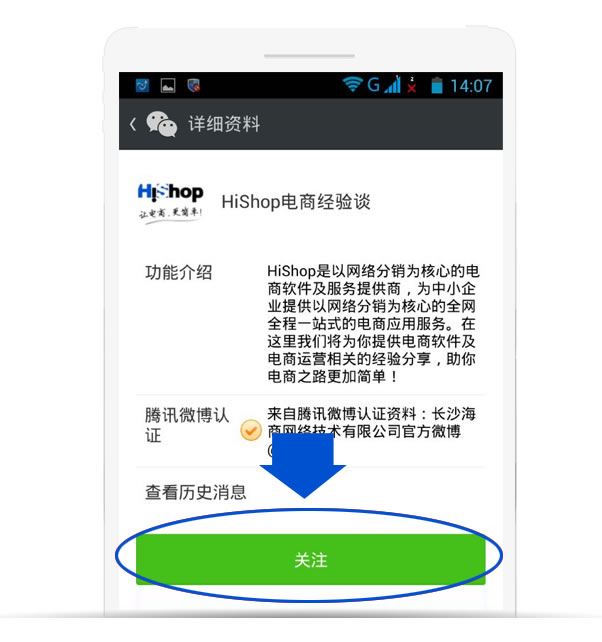 G
1
2
14:07
详细资料
HiShop
让电商,更简单!
HiShop电商经验谈
功能介绍
HiShop是以网络分销为核心的电
商软件及服务提供商，为中小企
业提供以网络分销为核心的全网
全程一站式的电商应用服务。在
这里我们将为你提供电商软件及
电商运营相关的经验分享，助你
电商之路更加简单！
腾讯微博认
证
来自腾讯微博认证资料：长沙海
商网络技术有限公司官方微博
查看历史消息
关注